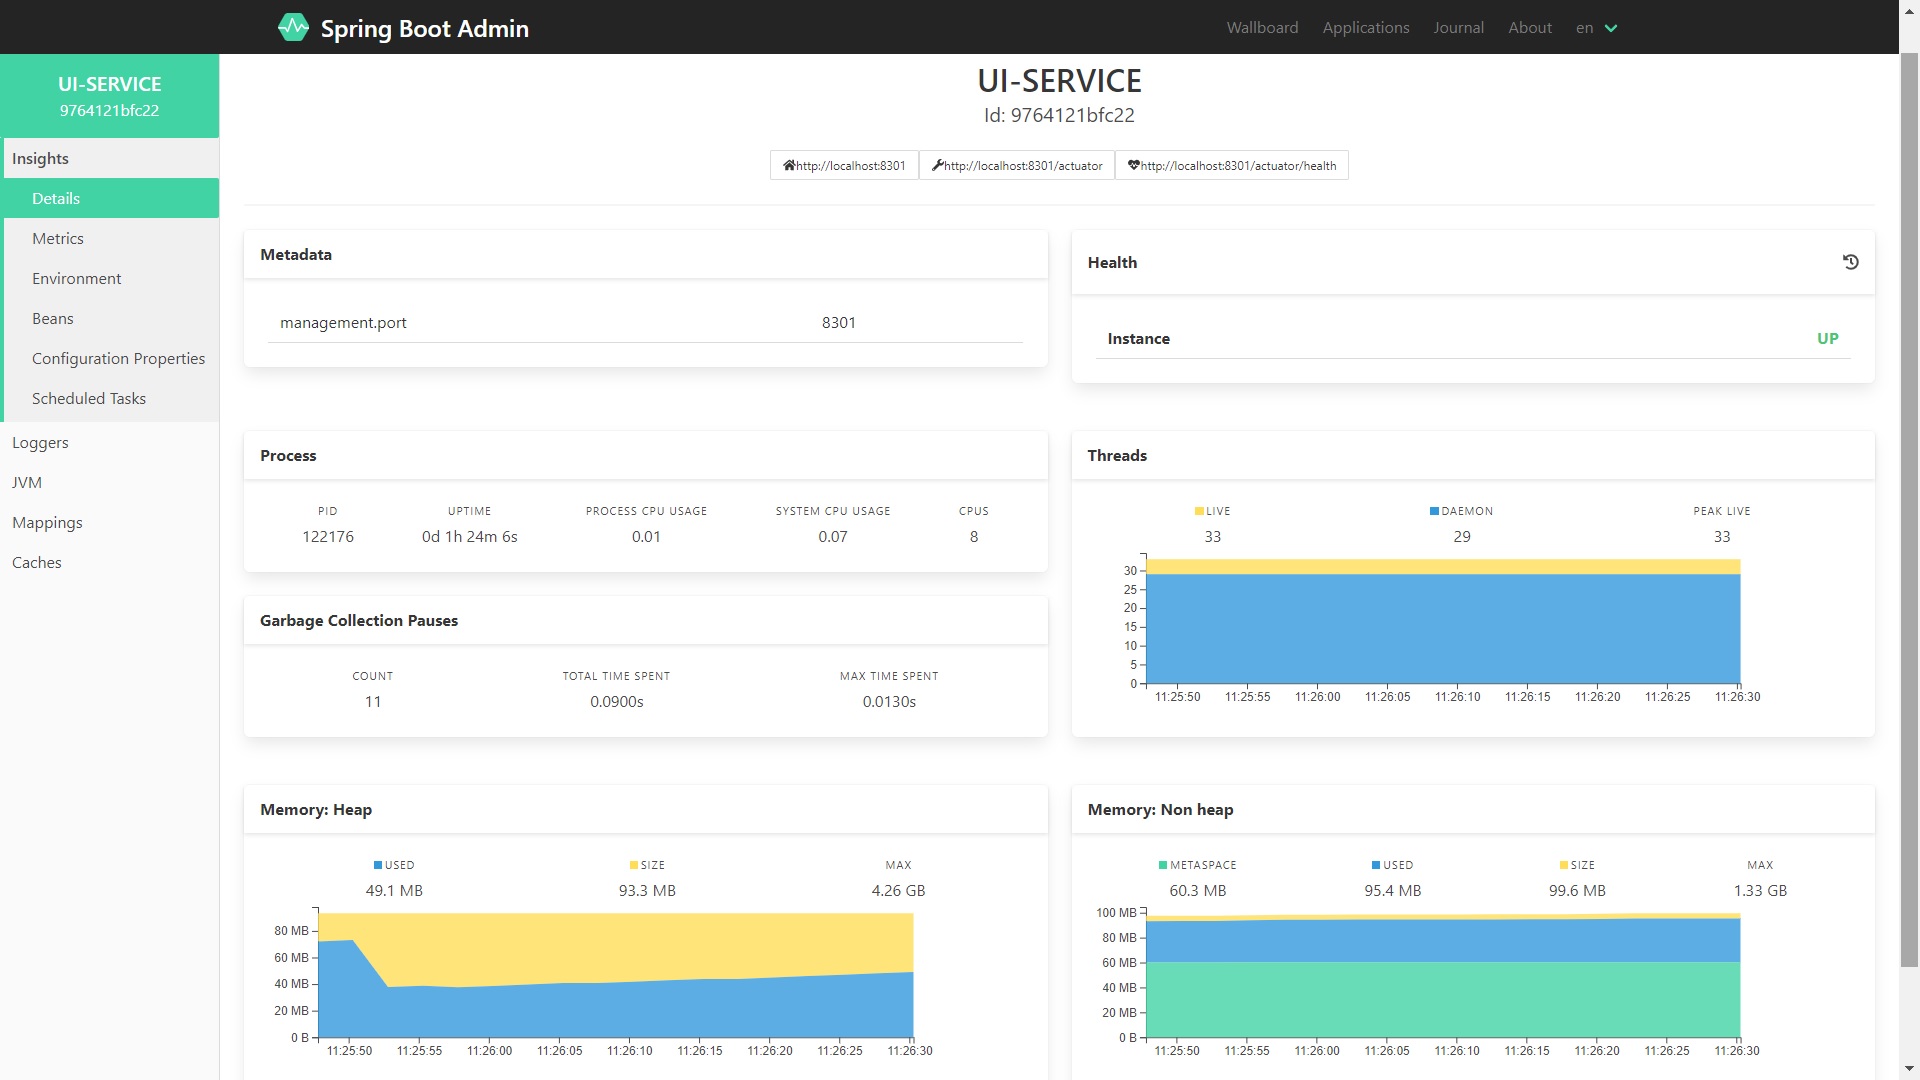 Spring Boot Admin
Wallboard Applications Journal About en
UI-SERVICE
9764121bfc22
Insights
Details
Metrics
Environment
Beans
Configuration Properties
Scheduled Tasks
Loggers
JVM
Mappings
Caches
UI-SERVICE
Id: 9764121bfc22
http://localhost:8301 http://localhost:8301/actuator http://localhost:8301/actuator/health
Metadata
management.port 8301
Health
Instance UP
Process
PID UPTIME PROCESS CPU USAGE SYSTEM CPU USAGE CPUS
122176 0d 1h 24m 6s 0.01 0.07 8
Garbage Collection Pauses
COUNT TOTAL TIME SPENT MAX TIME SPENT
11 0.0900s 0.0130s
Threads
LIVE DAEMON PEAK LIVE
33 29 33
30
25
20
15
10
5
0
11:25:50 11:25:55 11:26:00 11:26:05 11:26:10 11:26:15 11:26:20 11:26:25 11:26:30
Memory: Heap
USED SIZE MAX
49.1 MB 93.3 MB 4.26 GB
80 MB
60 MB
40 MB
20 MB
0 B
11:25:50 11:25:55 11:26:00 11:26:05 11:26:10 11:26:15 11:26:20 11:26:25 11:26:30
Memory: Non heap
METASPACE USED SIZE MAX
60.3 MB 95.4 MB 99.6 MB 1.33 GB
100 MB
80 MB
60 MB
40 MB
20 MB
0 B
11:25:50 11:25:55 11:26:00 11:26:05 11:26:10 11:26:15 11:26:20 11:26:25 11:26:30